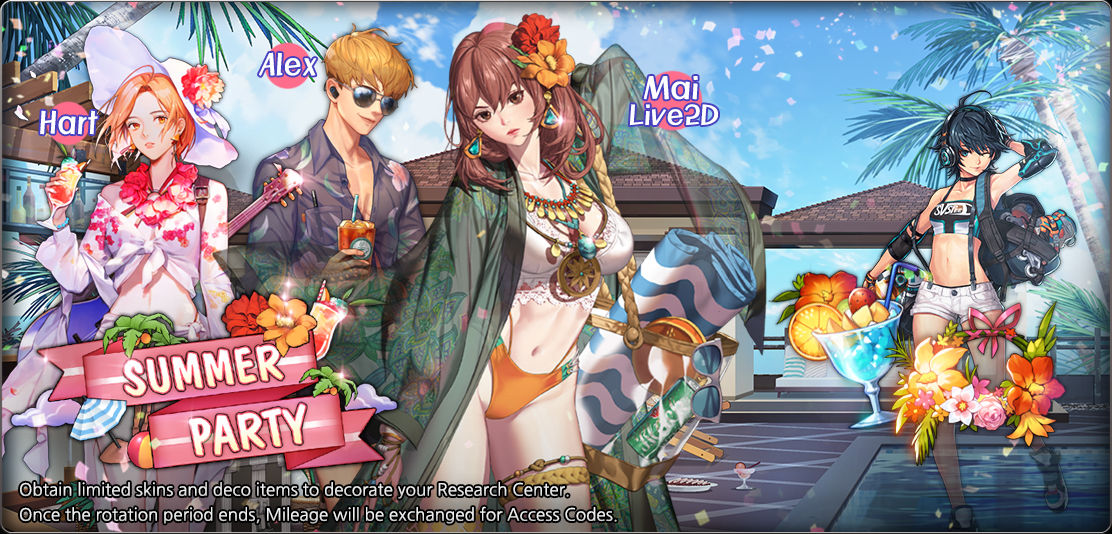 Hart
Alex
Mai
Live2D
SUMMER
PARTY
Obtain limited skins and deco items to decorate your Research Center.
Once the rotation period ends, Mileage will be exchanged for Access Codes.